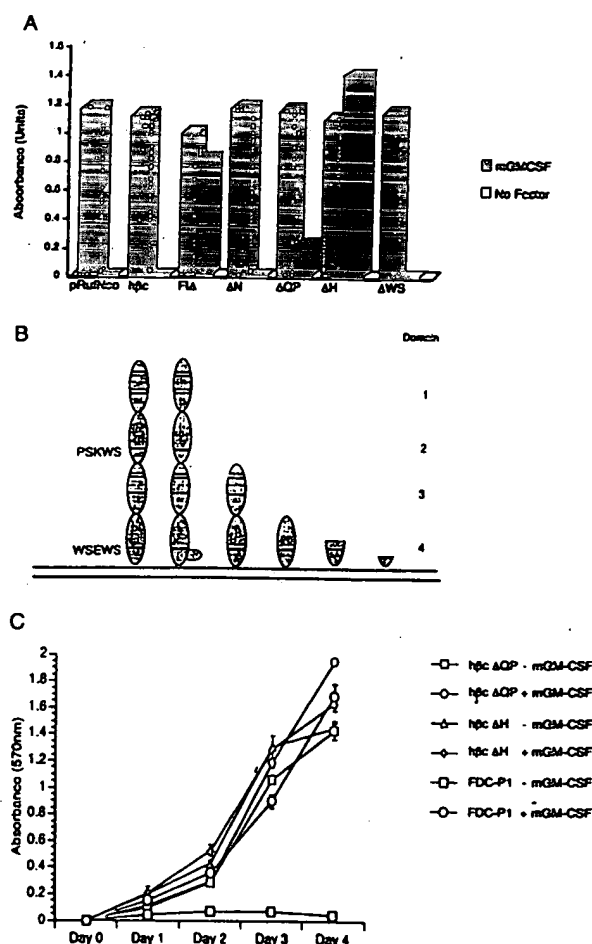 A
1.6
1.4
1.2
1
0.8
0.6
0.4
0.2
0
Absorbance (Units)
mGMCSF
No Factor
pRufNeo hβc FIΔ ΔN ΔQP ΔH ΔWS
B
Domain
1
PSKWS 2
3
WSEWS 4
C
2
1.8
1.6
1.4
1.2
1
0.8
0.6
0.4
0.2
0
Absorbance (570nm)
Day 0 Day 1 Day 2 Day 3 Day 4
hβc ΔQP - mGM-CSF
hβc ΔQP + mGM-CSF
hβc ΔH - mGM-CSF
hβc ΔH + mGM-CSF
FDC-P1 - mGM-CSF
FDC-P1 + mGM-CSF